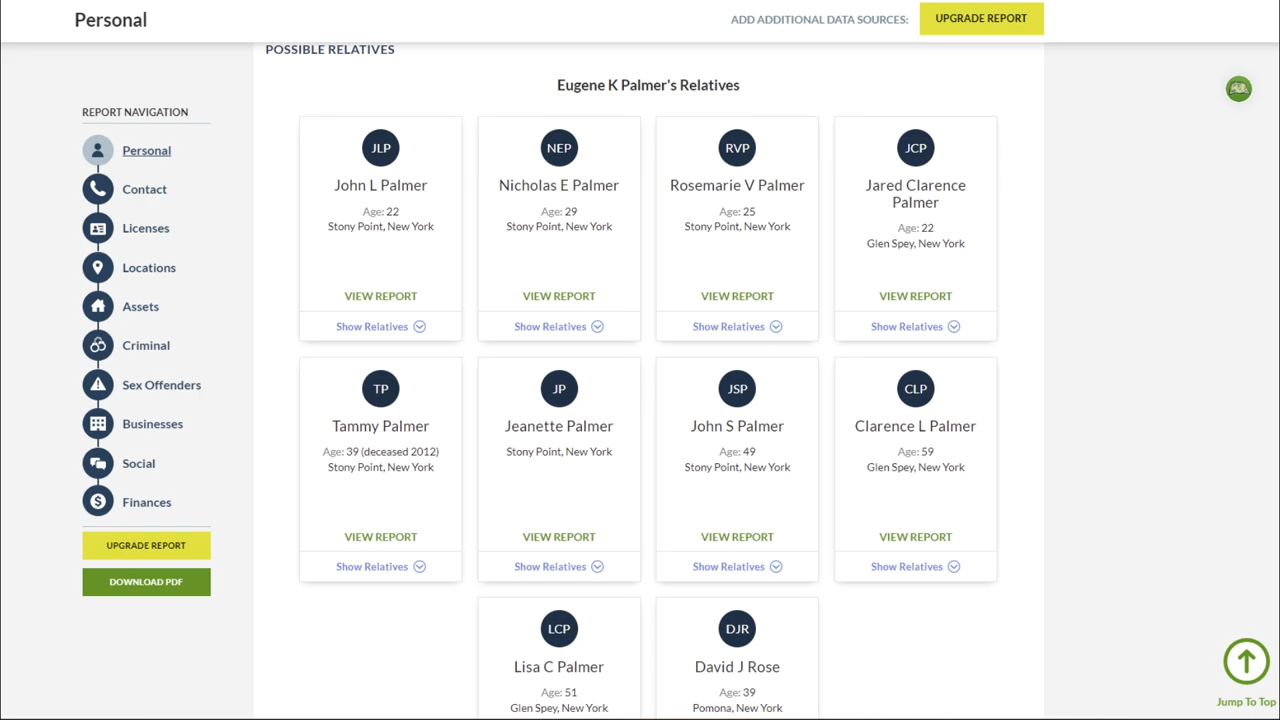 Personal
ADD ADDITIONAL DATA SOURCES:
UPGRADE REPORT
POSSIBLE RELATIVES
Eugene K Palmer's Relatives
REPORT NAVIGATION
Personal
Contact
Licenses
Locations
Assets
Criminal
Sex Offenders
Businesses
Social
Finances
UPGRADE REPORT
DOWNLOAD PDF
JLP
John L Palmer
Age: 22
Stony Point, New York
VIEW REPORT
Show Relatives
NEP
Nicholas E Palmer
Age: 29
Stony Point, New York
VIEW REPORT
Show Relatives
RVP
Rosemarie V Palmer
Age: 25
Stony Point, New York
VIEW REPORT
Show Relatives
JCP
Jared Clarence
Palmer
Age: 22
Glen Spey, New York
VIEW REPORT
Show Relatives
TP
Tammy Palmer
Age: 39 (deceased 2012)
Stony Point, New York
VIEW REPORT
Show Relatives
JP
Jeanette Palmer
Stony Point, New York
VIEW REPORT
Show Relatives
JSP
John S Palmer
Age: 49
Stony Point, New York
VIEW REPORT
Show Relatives
CLP
Clarence L Palmer
Age: 59
Glen Spey, New York
VIEW REPORT
Show Relatives
LCP
Lisa C Palmer
Age: 51
Glen Spey, New York
DJR
David J Rose
Age: 39
Pomona, New York
Jump To Top